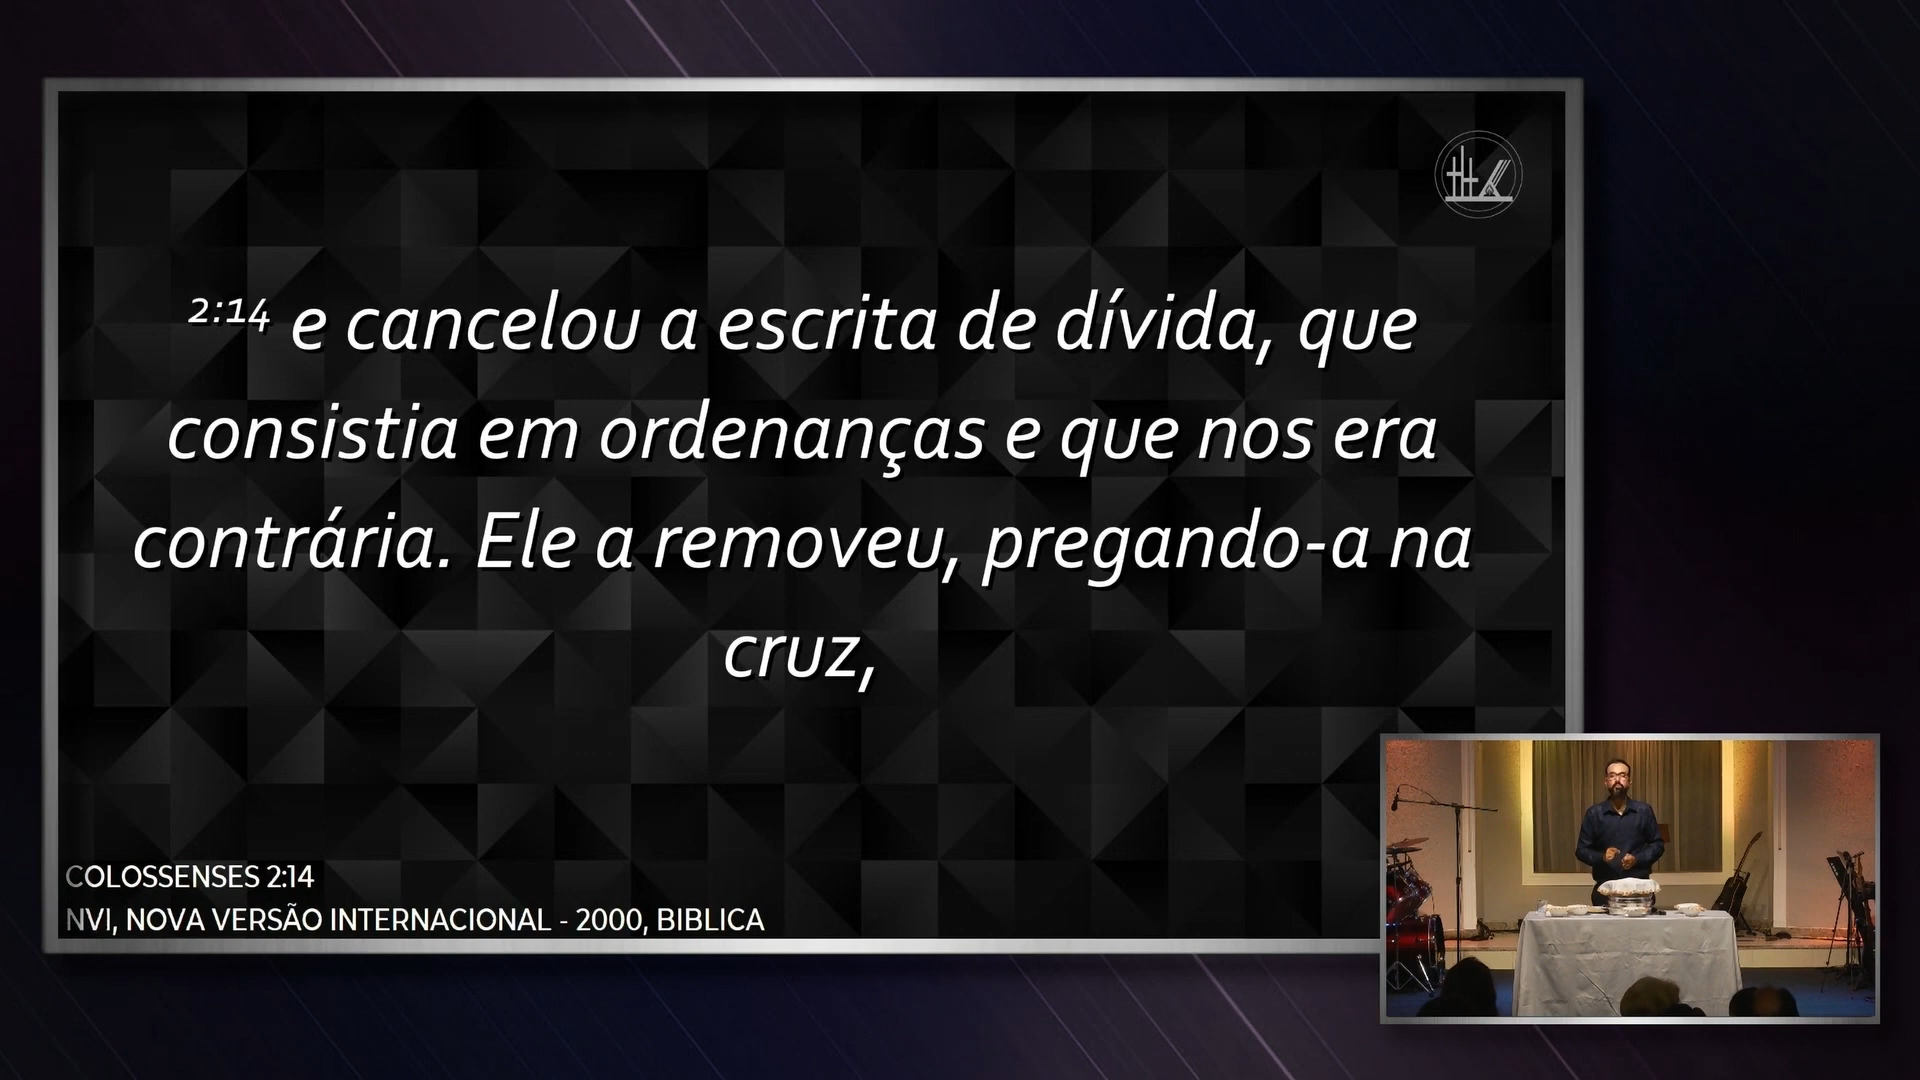 2:14 e cancelou a escrita de dívida, que
consistia em ordenanças e que nos era
contrária. Ele a removeu, pregando-a na
cruz,
COLOSSENSES 2:14
NVI, NOVA VERSÃO INTERNACIONAL - 2000, BIBLICA